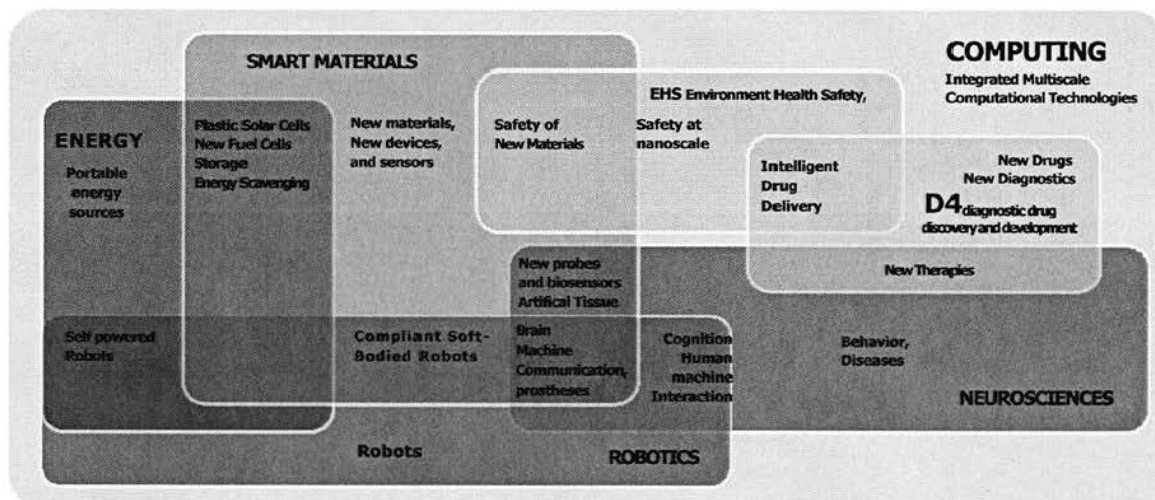 COMPUTING
Integrated Multiscale
Computational Technologies
SMART MATERIALS
EHS Environment Health Safety,
ENERGY
Portable
energy
sources
Plastic Solar Cells
New Fuel Cells
Storage
Energy Scavenging
New materials,
New devices,
and sensors
Safety of
New Materials
Safety at
nanoscale
Intelligent
Drug
Delivery
New Drugs
New Diagnostics
D4 diagnostic drug
discovery and development
New Therapies
New probes
and biosensors
Artifical Tissue
Self powered
Robots
Compliant Soft-
Bodied Robots
Brain
Machine
Communication,
prostheses
Cognition
Human
machine
Interaction
Behavior,
Diseases
NEUROSCIENCES
Robots
ROBOTICS